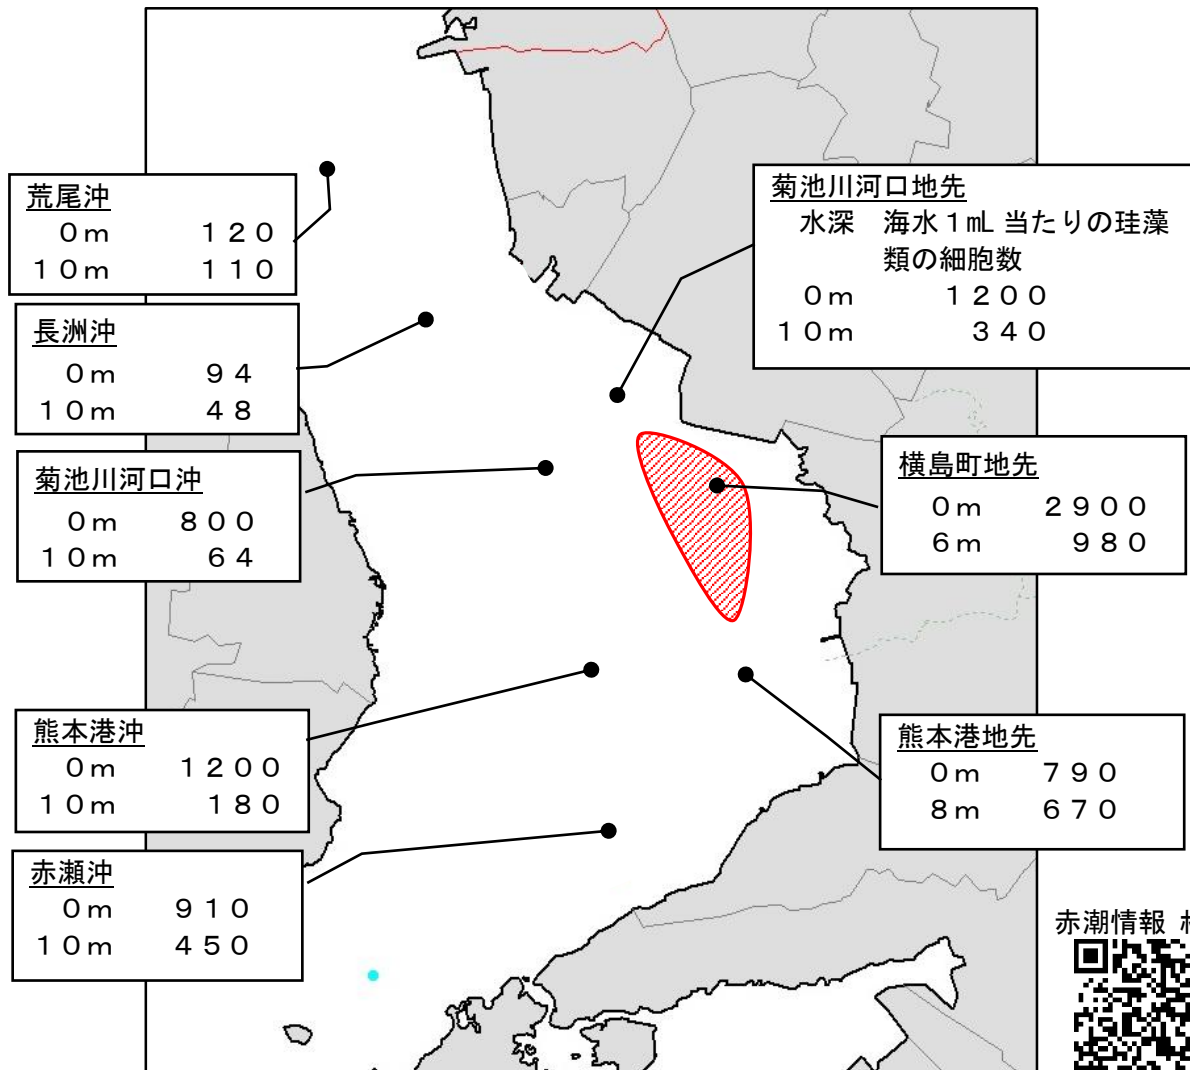 荒尾沖
0m 120
10m 110
長洲沖
0m 94
10m 48
菊池川河口沖
0m 800
10m 64
熊本港沖
0m 1200
10m 180
赤瀬沖
0m 910
10m 450
菊池川河口地先
水深 海水1mL当たりの珪藻
類の細胞数
0m 1200
10m 340
横島町地先
0m 2900
6m 980
熊本港地先
0m 790
8m 670
赤潮情報